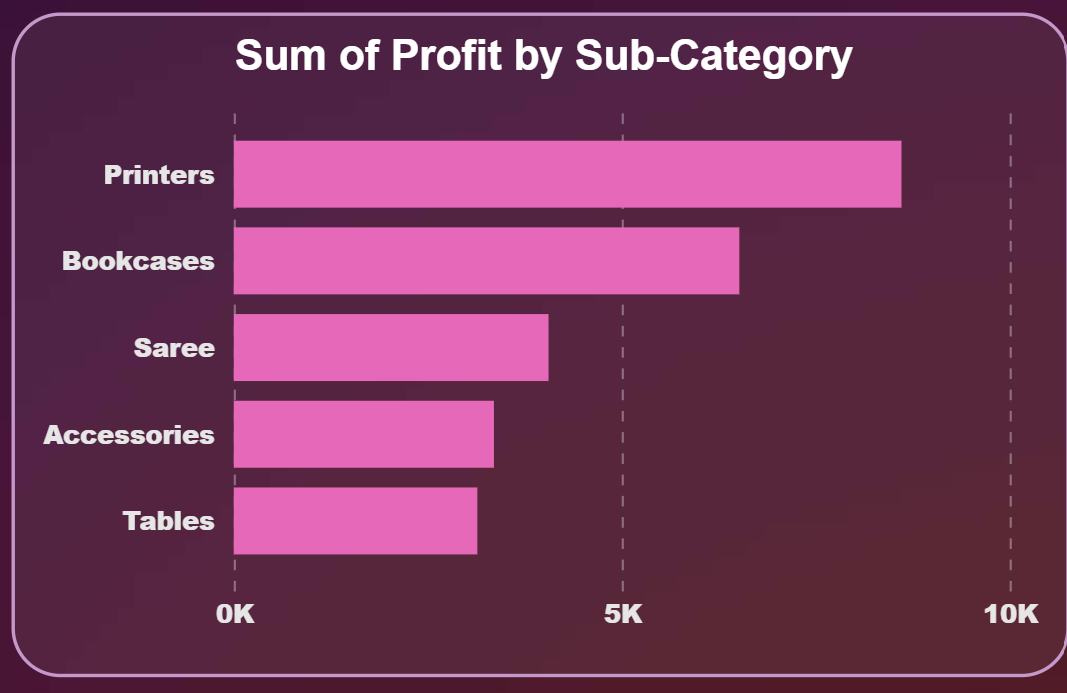 Sum of Profit by Sub-Category
Printers
Bookcases
Saree
Accessories
Tables
0K 5K 10K